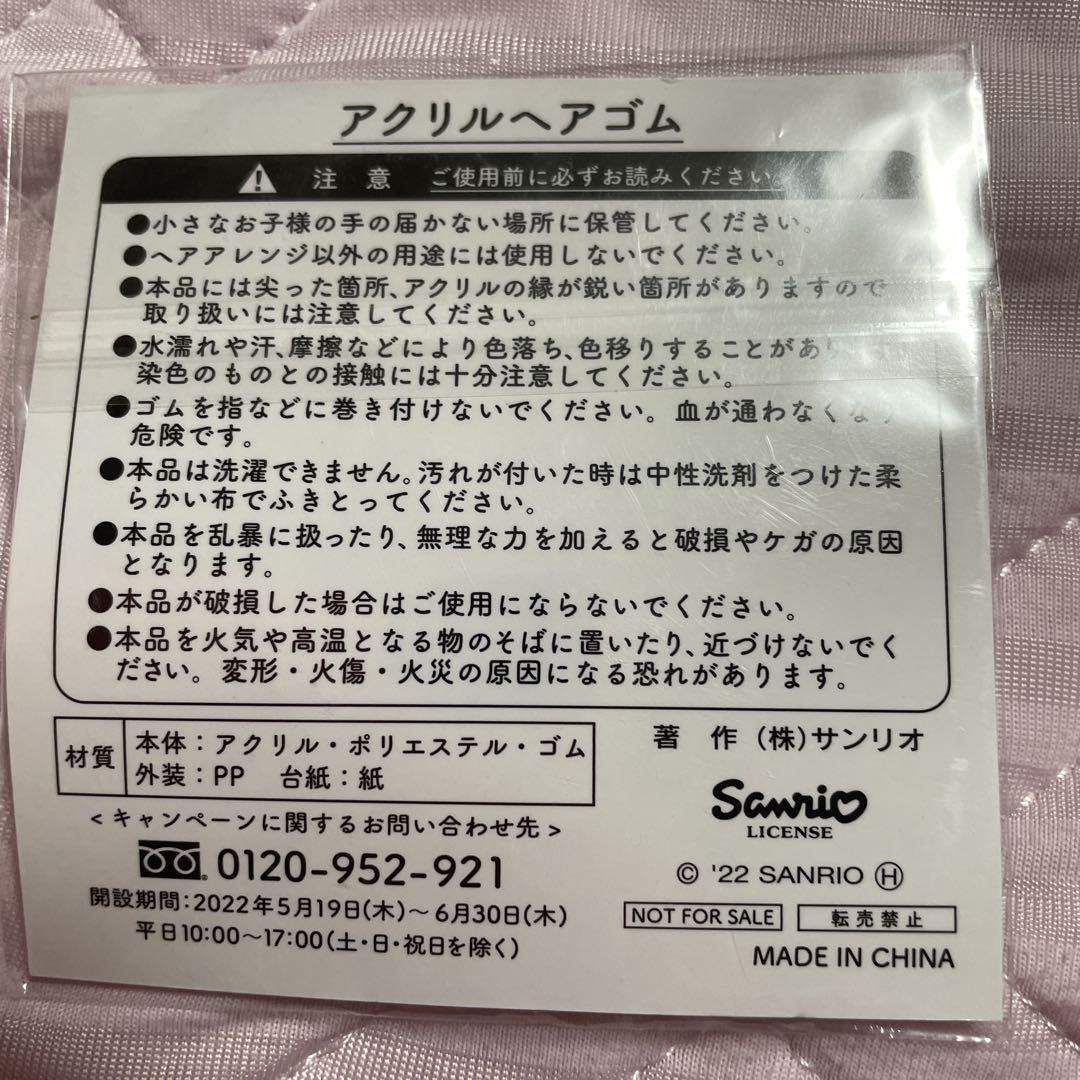 アクリルヘアゴム
注意 ご使用前に必ずお読みください。
●小さなお子様の手の届かない場所に保管してください。
●ヘアアレンジ以外の用途には使用しないでください。
●本品には尖った箇所、アクリルの縁が鋭い箇所がありますので
取り扱いには注意してください。
●水濡れや汗、摩擦などにより色落ち、色移りすることがあり
染色のものとの接触には十分注意してください。
●ゴムを指などに巻き付けないでください。血が通わなくなり
危険です。
●本品は洗濯できません。汚れが付いた時は中性洗剤をつけた柔
らかい布でふきとってください。
●本品を乱暴に扱ったり、無理な力を加えると破損やケガの原因
となります。
●本品が破損した場合はご使用にならないでください。
●本品を火気や高温となる物のそばに置いたり、近づけないでく
ださい。変形・火傷・火災の原因になる恐れがあります。
材質
本体：アクリル・ポリエステル・ゴム
外装：PP 台紙：紙
<キャンペーンに関するお問い合わせ先>
0120-952-921
開設期間：2022年5月19日(木)～6月30日(木)
平日10:00～17:00(土・日・祝日を除く)
著作(株)サンリオ
Sanrio
LICENSE
© '22 SANRIO Ⓗ
NOT FOR SALE 転売禁止
MADE IN CHINA